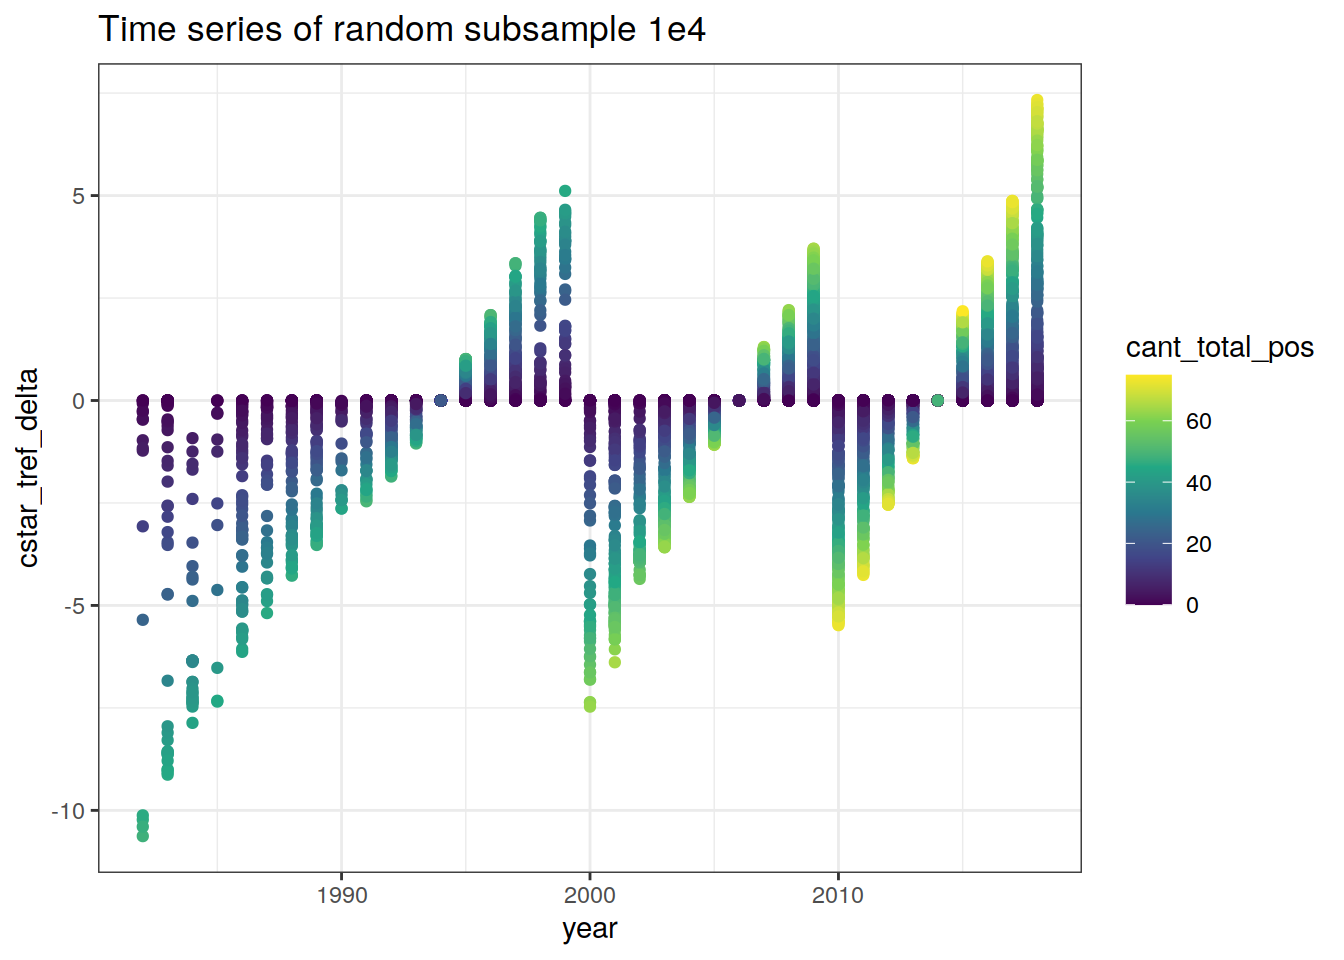 Time series of random subsample 1e4
cstar_tref_delta
5
0
-5
-10
1990
2000
2010
year
cant_total_pos
60
40
20
0